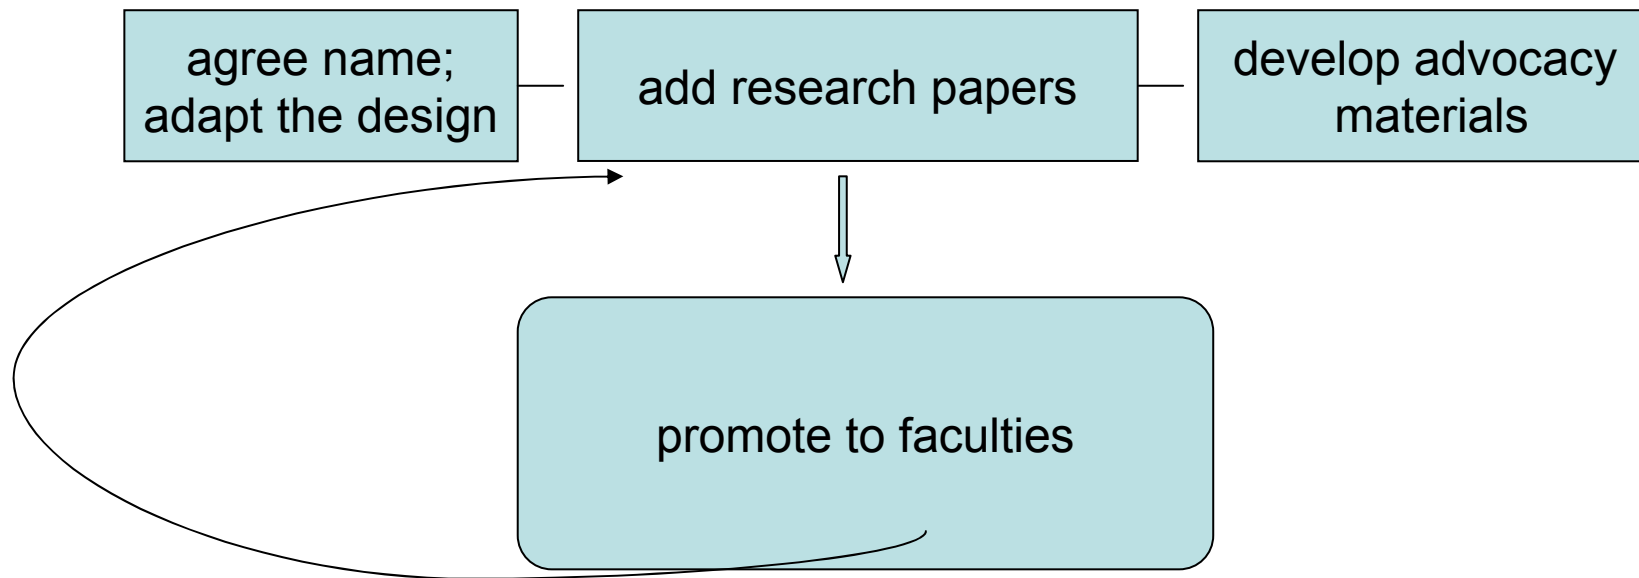 agree name;
adapt the design
add research papers
develop advocacy
materials
promote to faculties